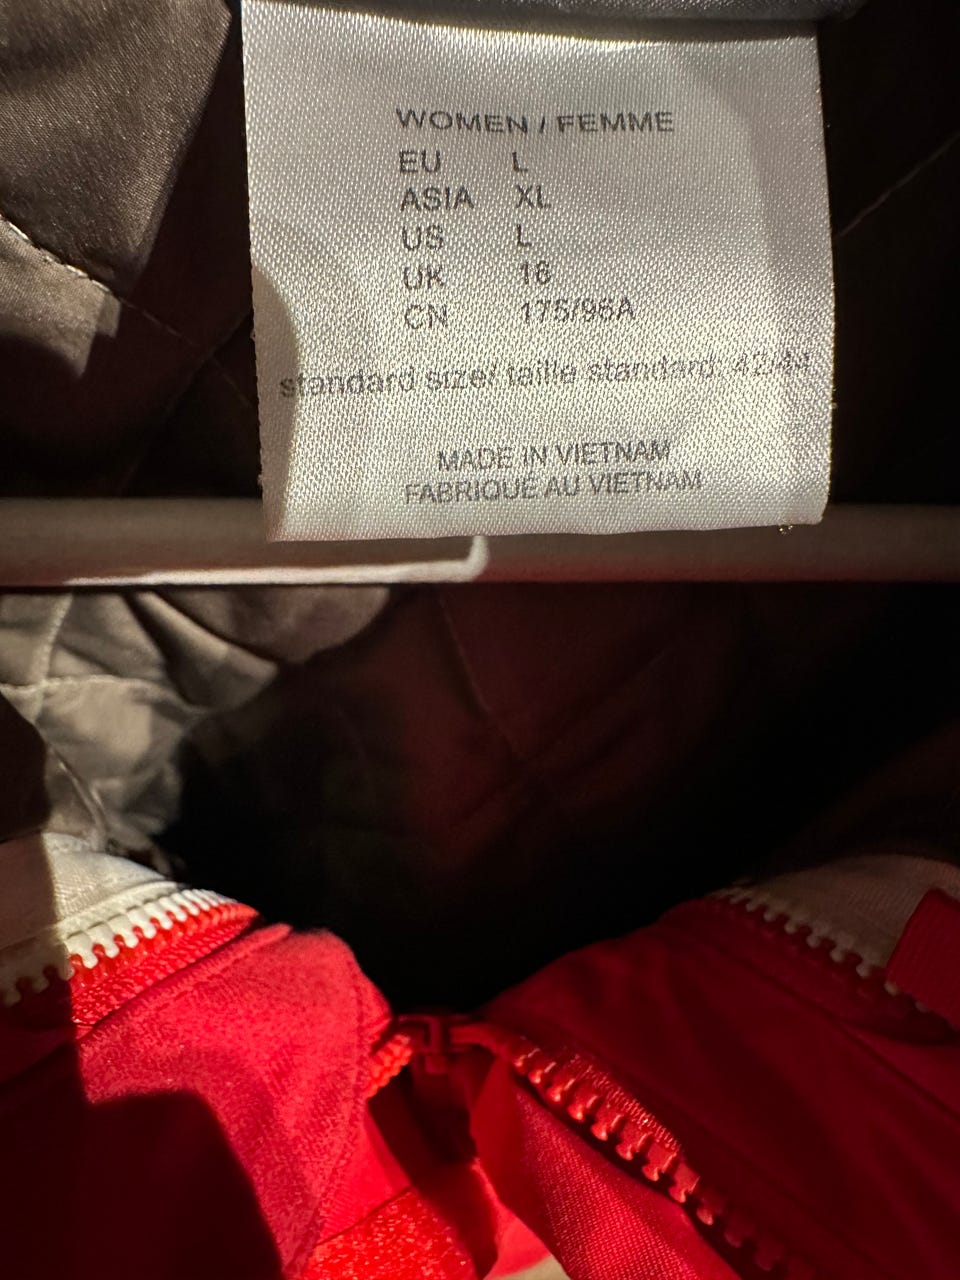 WOMEN / FEMME
EU L
ASIA XL
US L
UK 16
CN 175/96A
standard size/ taille standard: 42/44
MADE IN VIETNAM
FABRIQUÉ AU VIETNAM